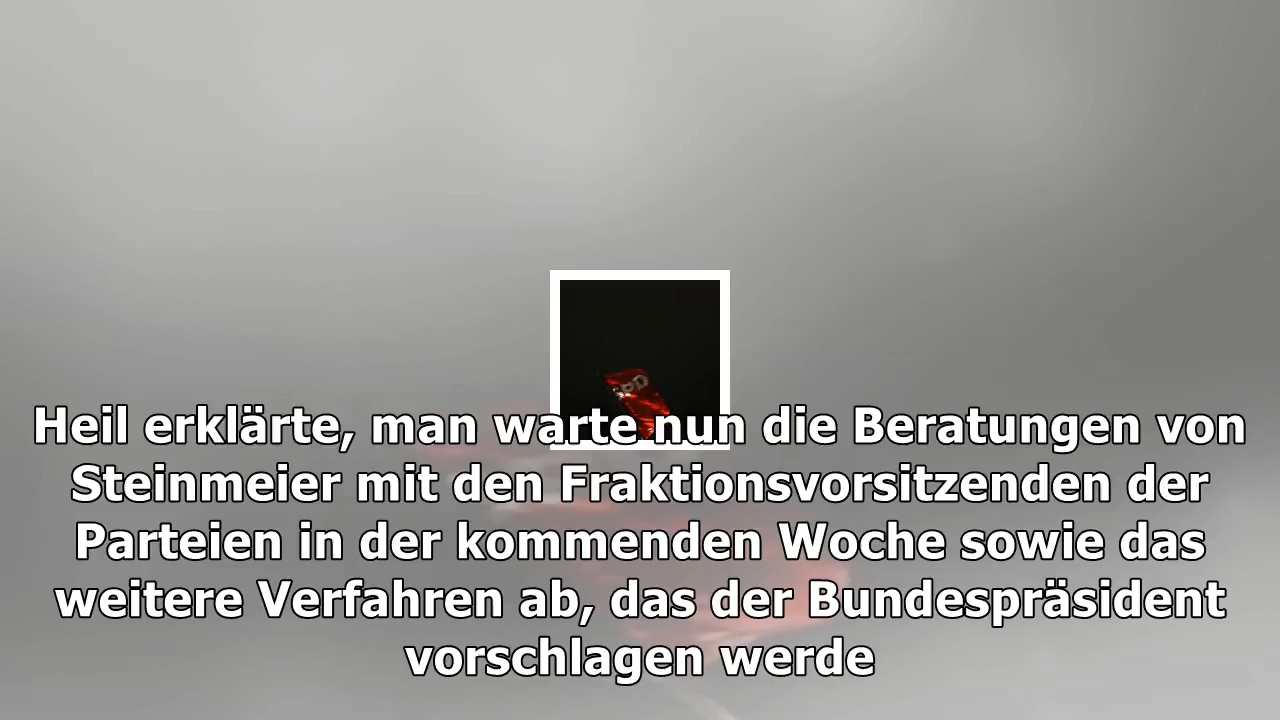 SPD
Heil erklärte, man warte nun die Beratungen von
Steinmeier mit den Fraktionsvorsitzenden der
Parteien in der kommenden Woche sowie das
weitere Verfahren ab, das der Bundespräsident
vorschlagen werde